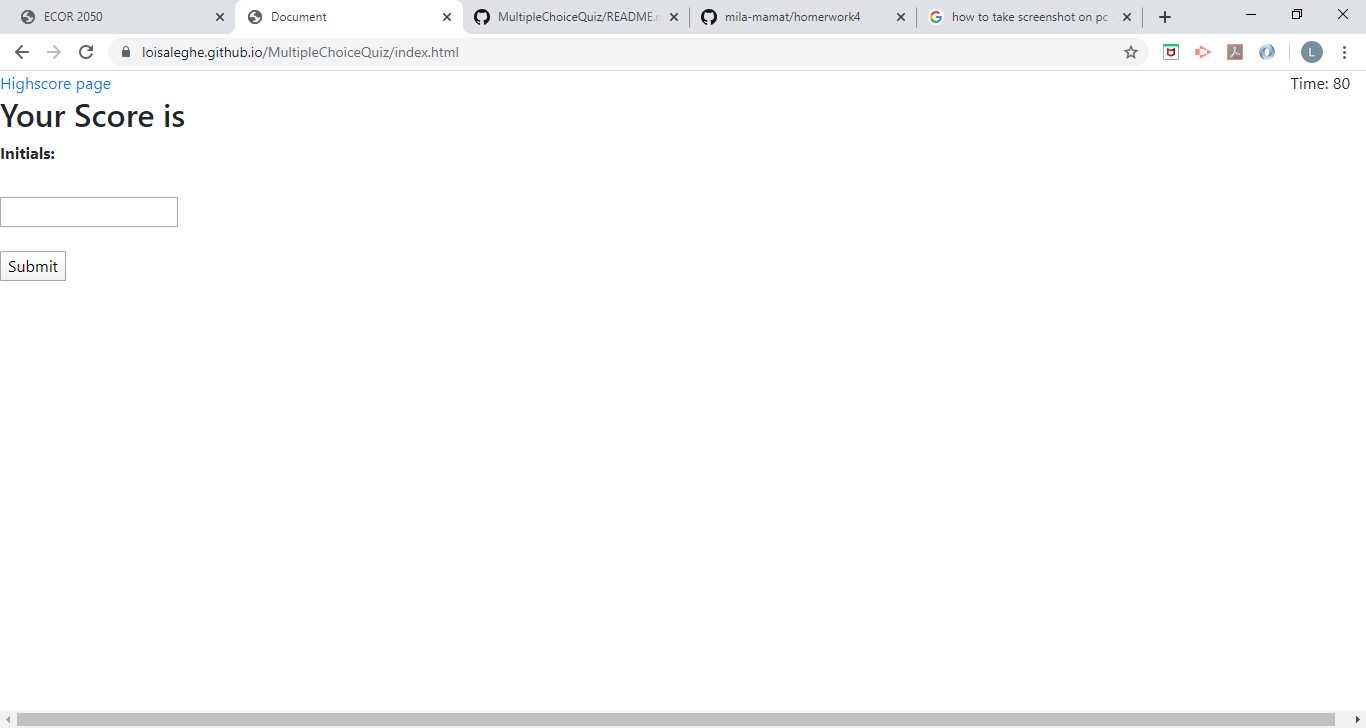 ECOR 2050
Document
MultipleChoiceQuiz/README.
mila-mamat/homerwork4
how to take screenshot on pc
loisaleghe.github.io/MultipleChoiceQuiz/index.html
L
Highscore page
Time: 80
Your Score is
Initials:
Submit